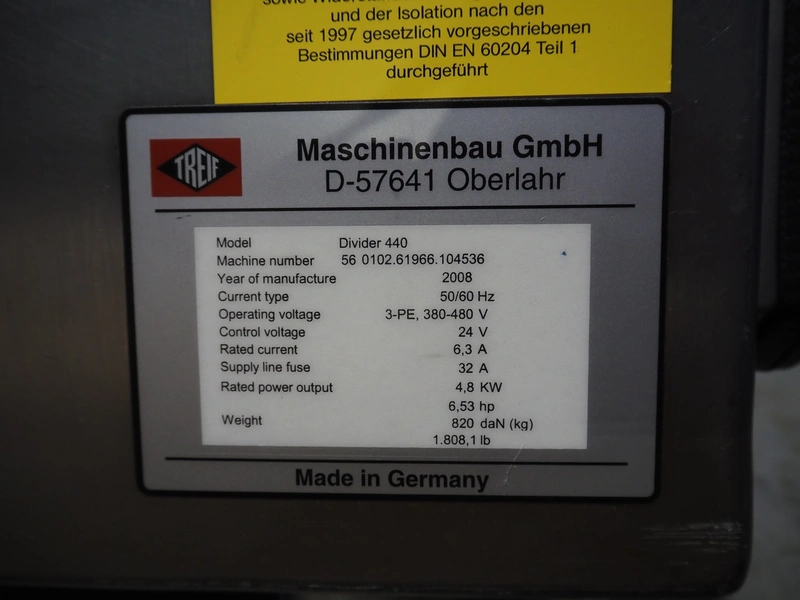 und der Isolation nach den
seit 1997 gesetzlich vorgeschriebenen
Bestimmungen DIN EN 60204 Teil 1
durchgeführt
TREIF
Maschinenbau GmbH
D-57641 Oberlahr
Model Divider 440
Machine number 56 0102.61966.104536
Year of manufacture 2008
Current type 50/60 Hz
Operating voltage 3-PE, 380-480 V
Control voltage 24 V
Rated current 6,3 A
Supply line fuse 32 A
Rated power output 4,8 KW
6,53 hp
Weight 820 daN (kg)
1.808,1 lb
Made in Germany